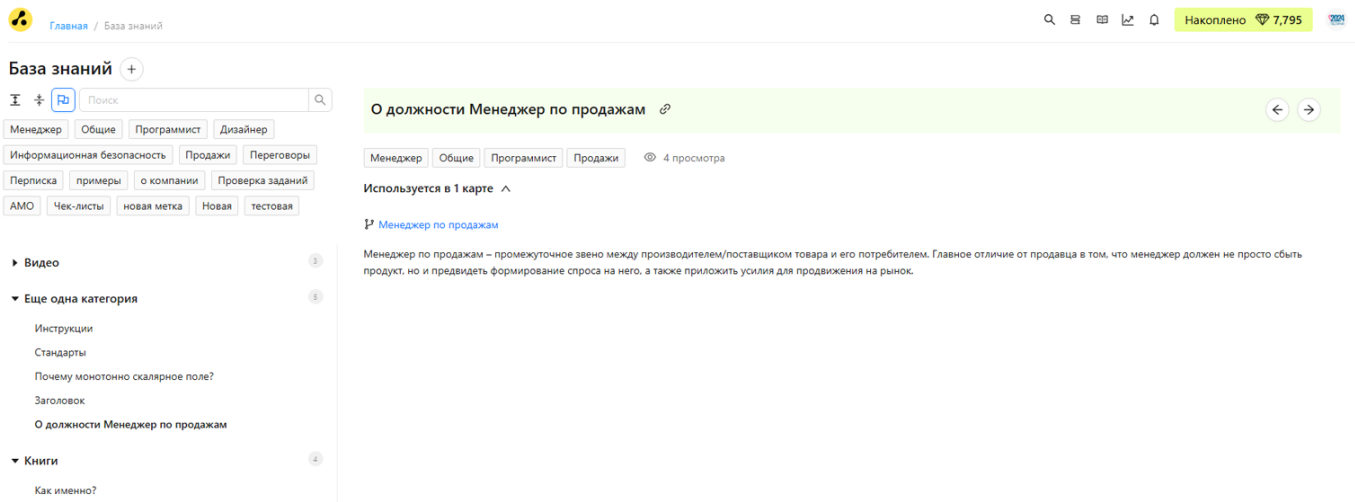 Главная / База знаний
Накоплено 7,795
2024
База знаний
Поиск
Менеджер Общие Программист Дизайнер
Информационная безопасность Продажи Переговоры
Перписка примеры о компании Проверка заданий
АМО Чек-листы новая метка Новая тестовая
Видео 3
Еще одна категория 5
Инструкции
Стандарты
Почему монотонно скалярное поле?
Заголовок
О должности Менеджер по продажам
Книги 4
Как именно?
О должности Менеджер по продажам
Менеджер Общие Программист Продажи 4 просмотра
Используется в 1 карте
Менеджер по продажам
Менеджер по продажам – промежуточное звено между производителем/поставщиком товара и его потребителем. Главное отличие от продавца в том, что менеджер должен не просто сбыть
продукт, но и предвидеть формирование спроса на него, а также приложить усилия для продвижения на рынок.